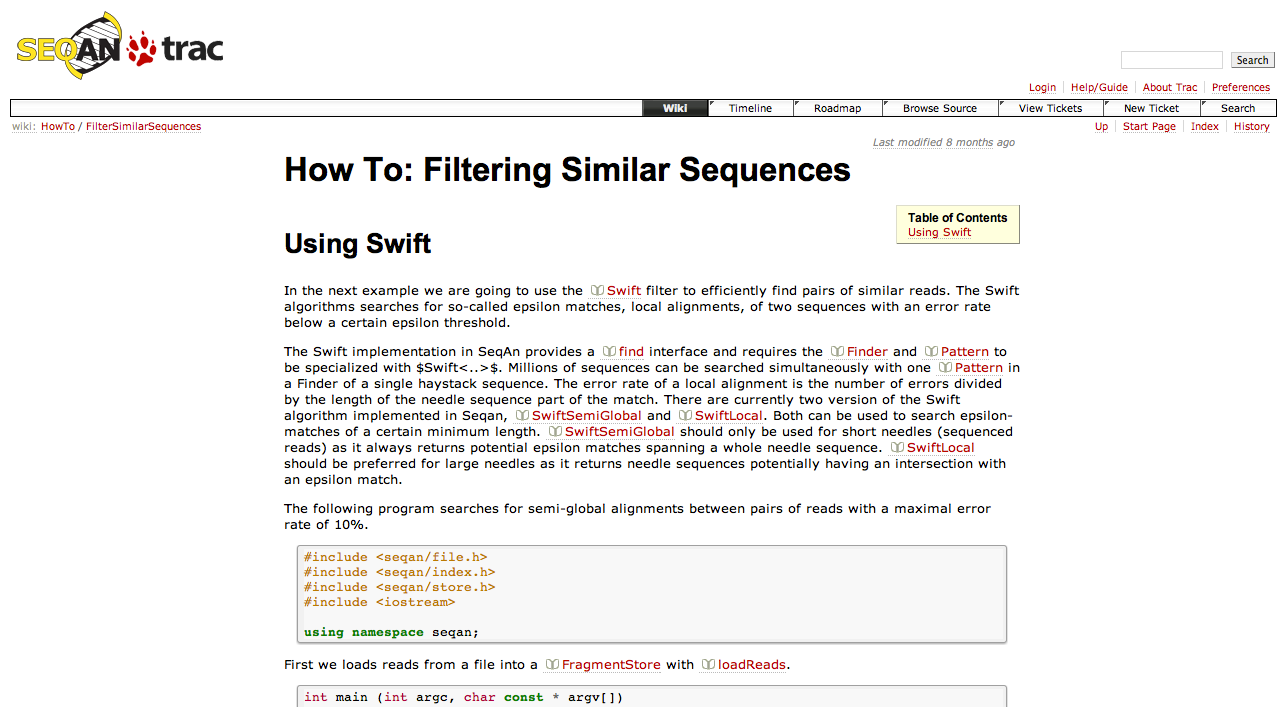 SEQAN trac
Search
Login Help/Guide About Trac Preferences
Wiki Timeline Roadmap Browse Source View Tickets New Ticket Search
wiki: HowTo / FilterSimilarSequences
Up Start Page Index History
Last modified 8 months ago
How To: Filtering Similar Sequences
Table of Contents
Using Swift
Using Swift
In the next example we are going to use the Swift filter to efficiently find pairs of similar reads. The Swift
algorithms searches for so-called epsilon matches, local alignments, of two sequences with an error rate
below a certain epsilon threshold.
The Swift implementation in SeqAn provides a find interface and requires the Finder and Pattern to
be specialized with $Swift<..>$. Millions of sequences can be searched simultaneously with one Pattern in
a Finder of a single haystack sequence. The error rate of a local alignment is the number of errors divided
by the length of the needle sequence part of the match. There are currently two version of the Swift
algorithm implemented in Seqan, SwiftSemiGlobal and SwiftLocal. Both can be used to search epsilon-
matches of a certain minimum length. SwiftSemiGlobal should only be used for short needles (sequenced
reads) as it always returns potential epsilon matches spanning a whole needle sequence. SwiftLocal
should be preferred for large needles as it returns needle sequences potentially having an intersection with
an epsilon match.
The following program searches for semi-global alignments between pairs of reads with a maximal error
rate of 10%.
#include <seqan/file.h>
#include <seqan/index.h>
#include <seqan/store.h>
#include <iostream>
using namespace seqan;
First we loads reads from a file into a FragmentStore with loadReads.
int main (int argc, char const * argv[])